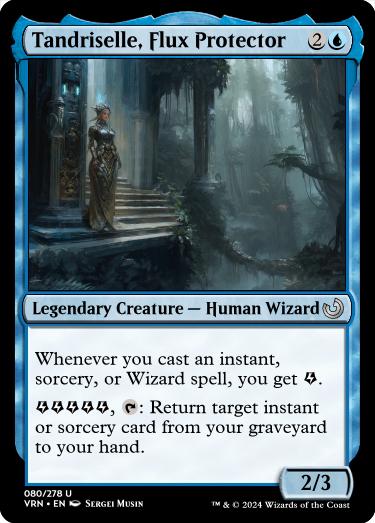 Tandriselle, Flux Protector 2
Legendary Creature — Human Wizard
Whenever you cast an instant,
sorcery, or Wizard spell, you get .
, : Return target instant
or sorcery card from your graveyard
to your hand.
2/3
080/278 U
VRN • EN Sergei Musin
™ & © 2024 Wizards of the Coast